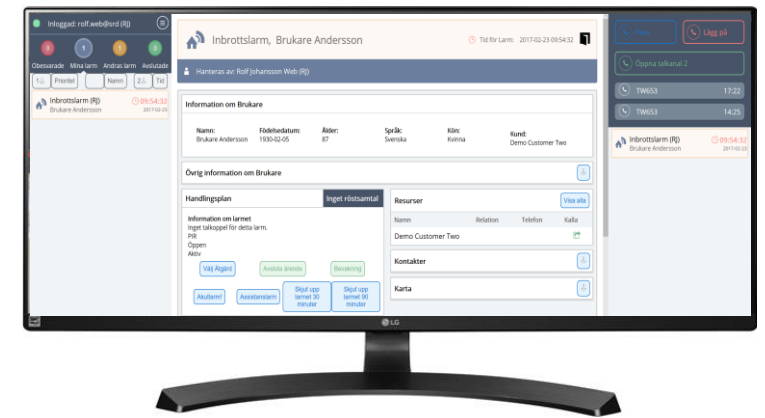 Inloggad: rolf.web@srd (RJ)
0
1
0
0
Obesvarade
Mina larm
Andras larm
Avslutade
Prioritet
Namn
Tid
Inbrottslarm (RJ)
09:54:32
Brukare Andersson
2017-02-23
Inbrottslarm, Brukare Andersson
Tid för Larm: 2017-02-23 09:54:32
Hanteras av: Rolf Johansson Web (RJ)
Information om Brukare
Namn:
Födelsedatum:
Ålder:
Språk:
Kön:
Kund:
Brukare Andersson
1930-02-05
87
Svenska
Kvinna
Demo Customer Two
Övrig information om Brukare
Handlingsplan
Inget röstsamtal
Information om larmet
Inget talkoppel för detta larm.
PIR
Öppen
Aktiv
Välj Åtgärd
Avsluta ärende
Bevakning
Akutlarm!
Assistanslarm
Skjut upp larmet 30 minuter
Skjut upp larmet 90 minuter
Resurser
Visa alla
Namn
Relation
Telefon
Kalla
Demo Customer Two
Kontakter
Karta
Lägg på
Öppna talkanal 2
TW653
17:22
TW653
14:25
Inbrottslarm (RJ)
09:54:32
Brukare Andersson
2017-02-23
LG